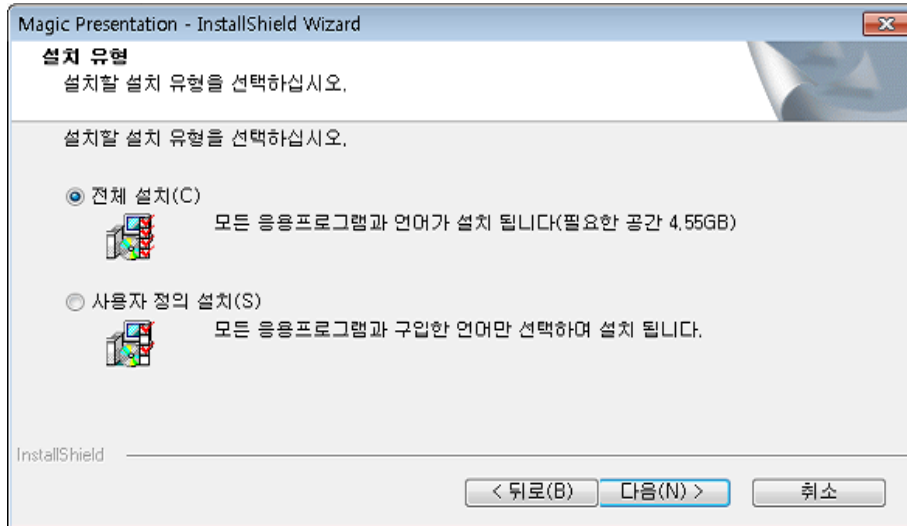 Magic Presentation - InstallShield Wizard
설치 유형
설치할 설치 유형을 선택하십시오.
설치할 설치 유형을 선택하십시오.
전체 설치(C)
모든 응용프로그램과 언어가 설치 됩니다(필요한 공간 4.55GB)
사용자 정의 설치(S)
모든 응용프로그램과 구입한 언어만 선택하여 설치 됩니다.
InstallShield
< 뒤로(B) 다음(N) > 취소